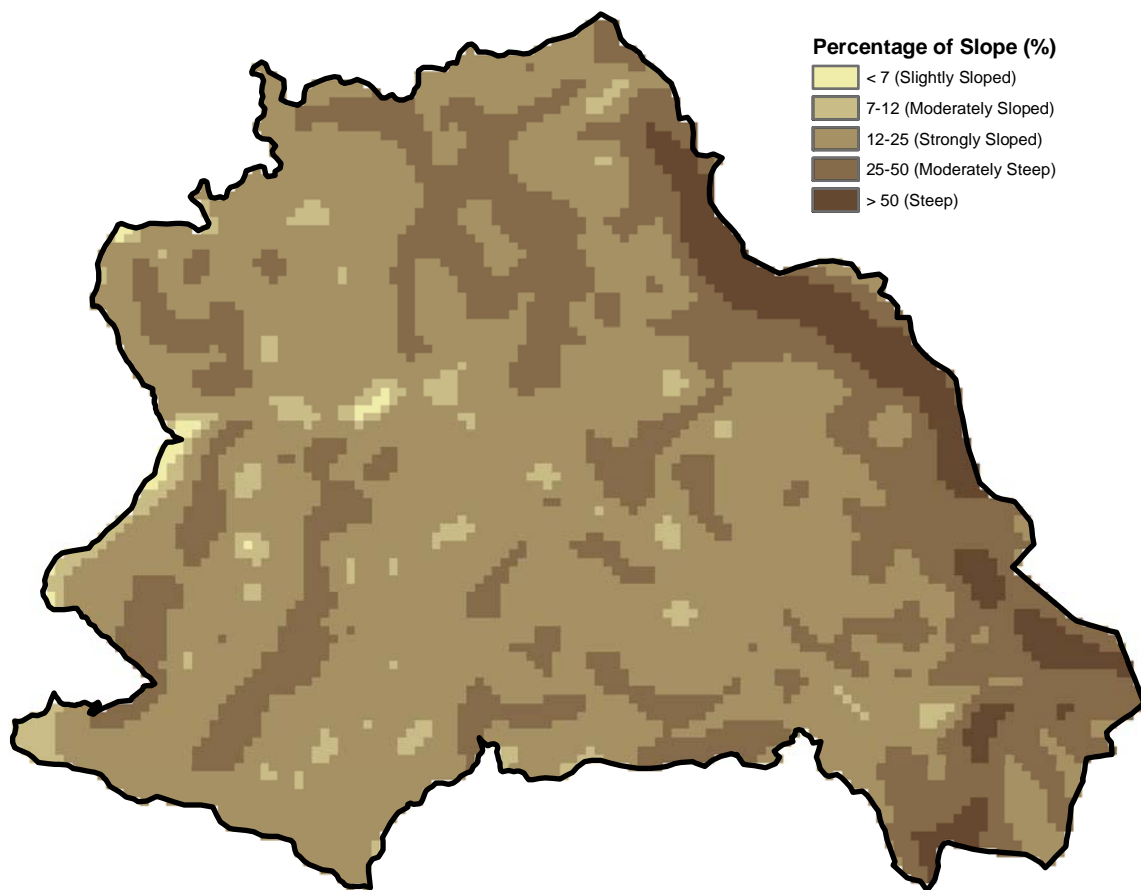 Percentage of Slope (%)
< 7 (Slightly Sloped)
7-12 (Moderately Sloped)
12-25 (Strongly Sloped)
25-50 (Moderately Steep)
> 50 (Steep)